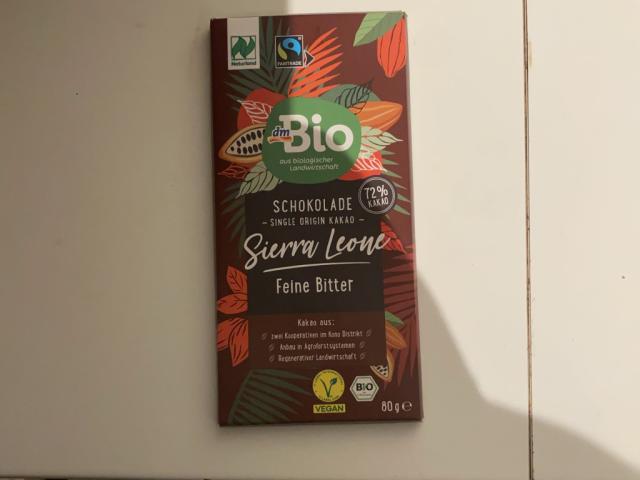 Naturland
FAIRTRADE
dm Bio
aus biologischer
Landwirtschaft
72%
KAKAO
SCHOKOLADE
– SINGLE ORIGIN KAKAO –
Sierra Leone
Feine Bitter
Kakao aus:
zwei Kooperativen im Kono Distrikt
Anbau in Agroforstsystemen
Regenerativer Landwirtschaft
VEGAN
BIO
80 g e